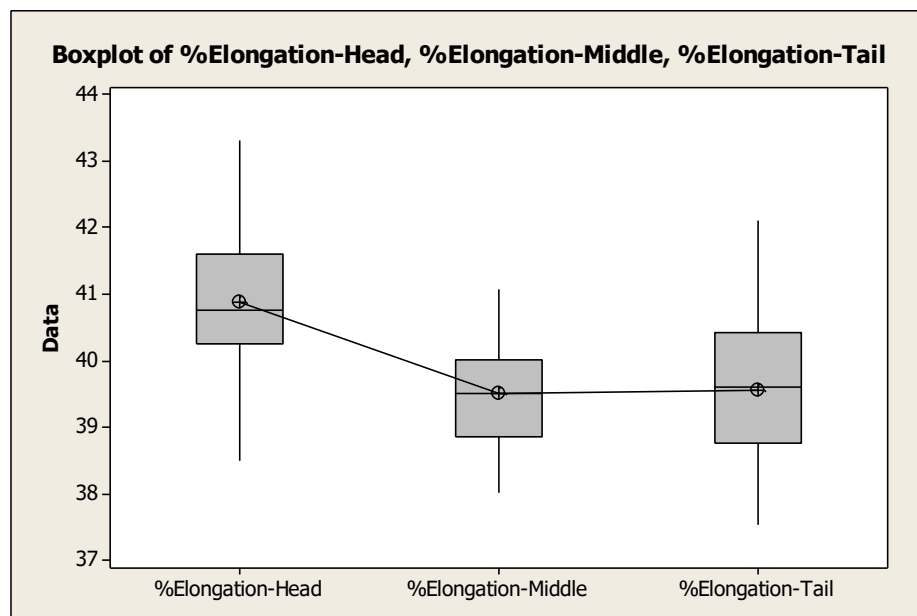 Boxplot of %Elongation-Head, %Elongation-Middle, %Elongation-Tail
44
43
42
41
40
39
38
37
Data
%Elongation-Head %Elongation-Middle %Elongation-Tail